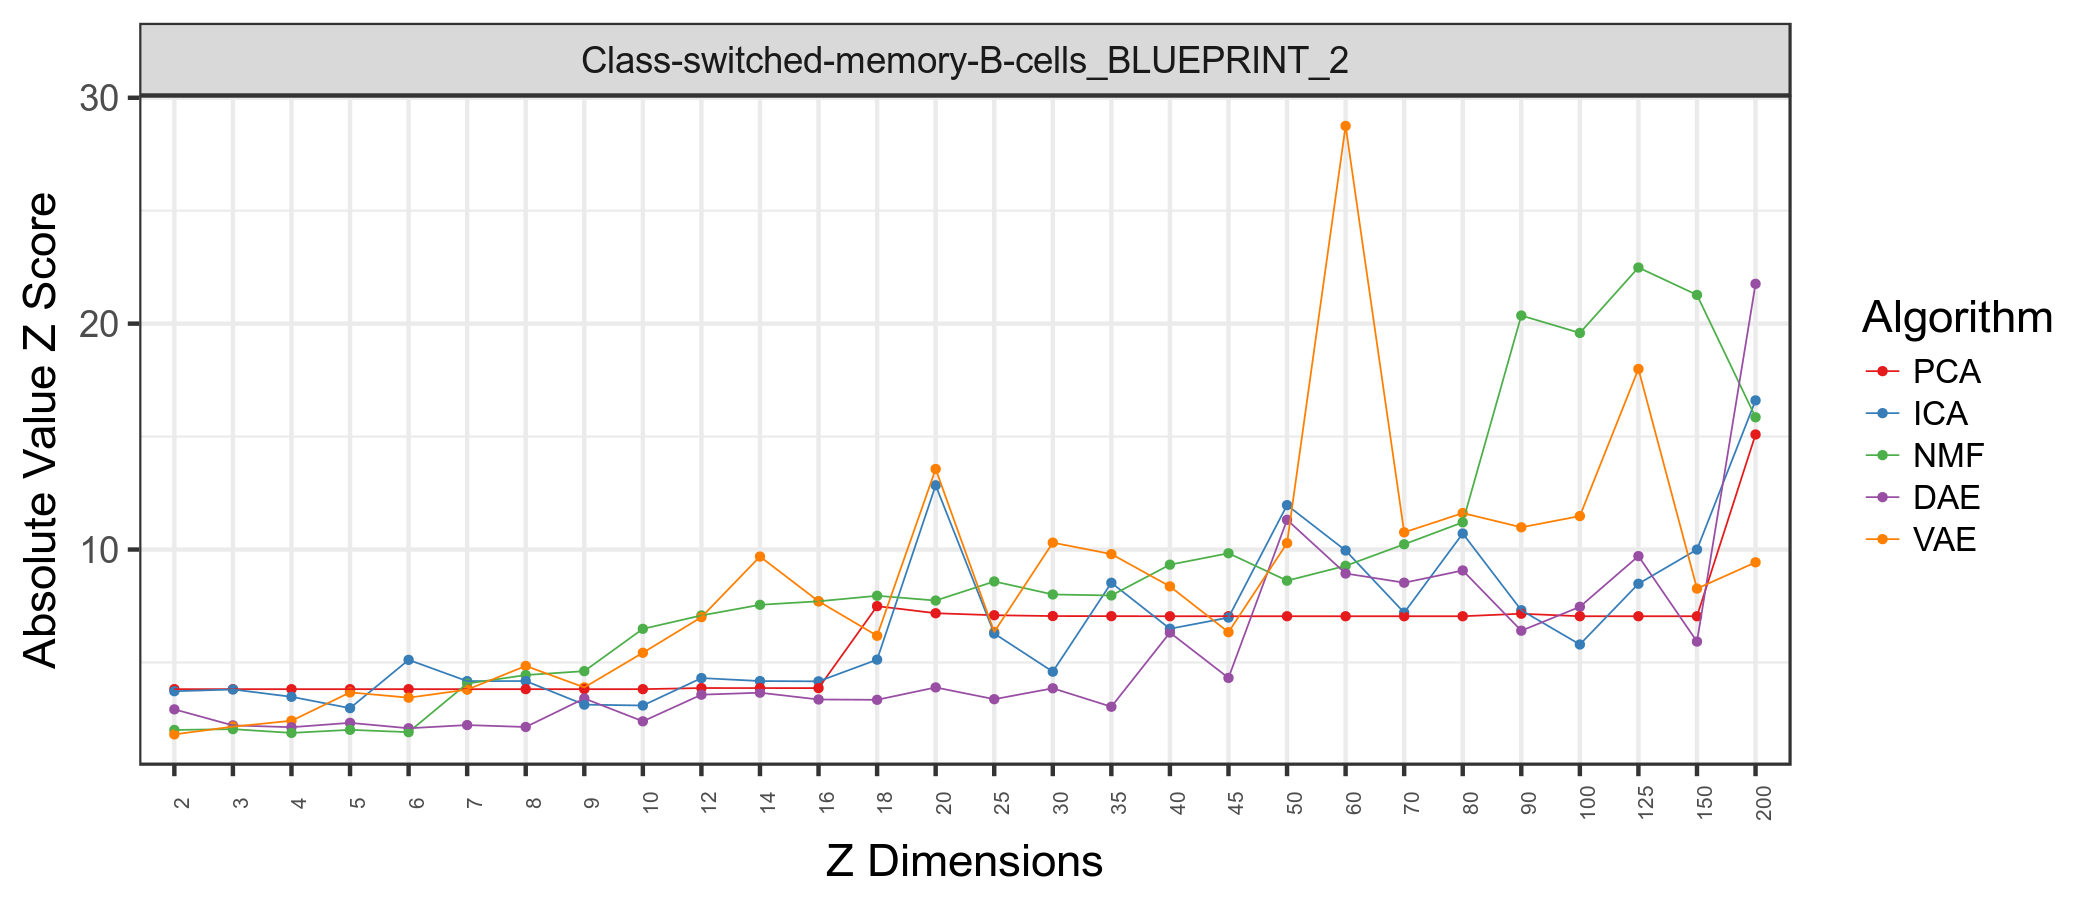 Class-switched-memory-B-cells_BLUEPRINT_2
30
20
10
Absolute Value Z Score
2 3 4 5 6 7 8 9 10 12 14 16 18 20 25 30 35 40 45 50 60 70 80 90 100 125 150 200
Z Dimensions
Algorithm
PCA
ICA
NMF
DAE
VAE